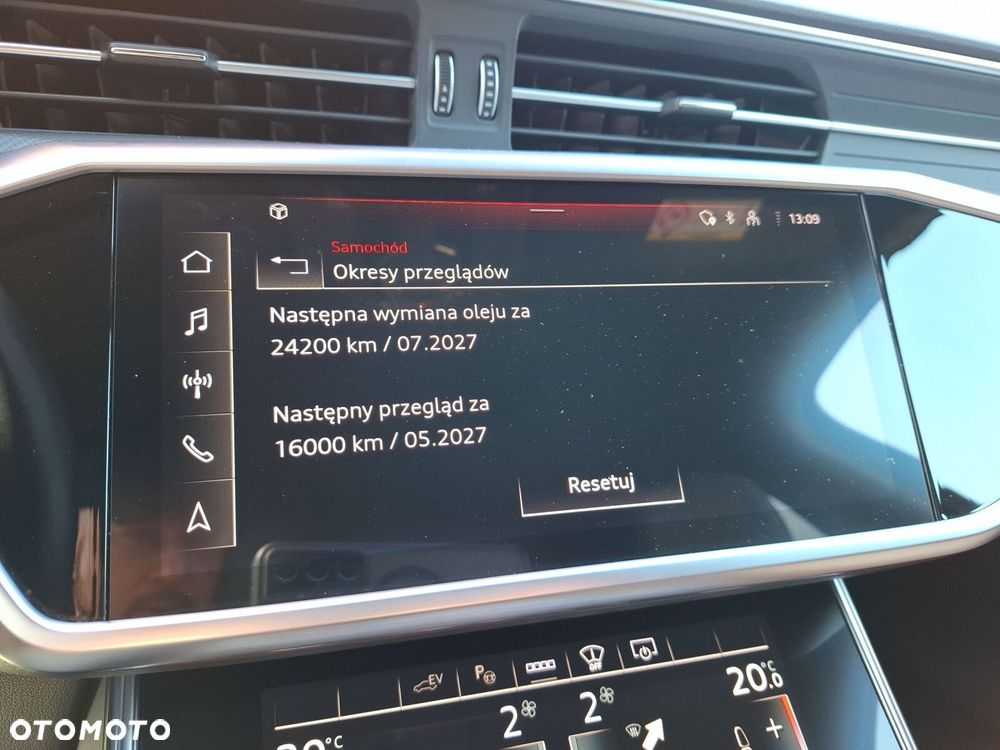 13:09
Samochód
Okresy przeglądów
Następna wymiana oleju za
24200 km / 07.2027
Następny przegląd za
16000 km / 05.2027
Resetuj
EV
P
OFF
2
2
20.0°C
°C
+
OTOMOTO